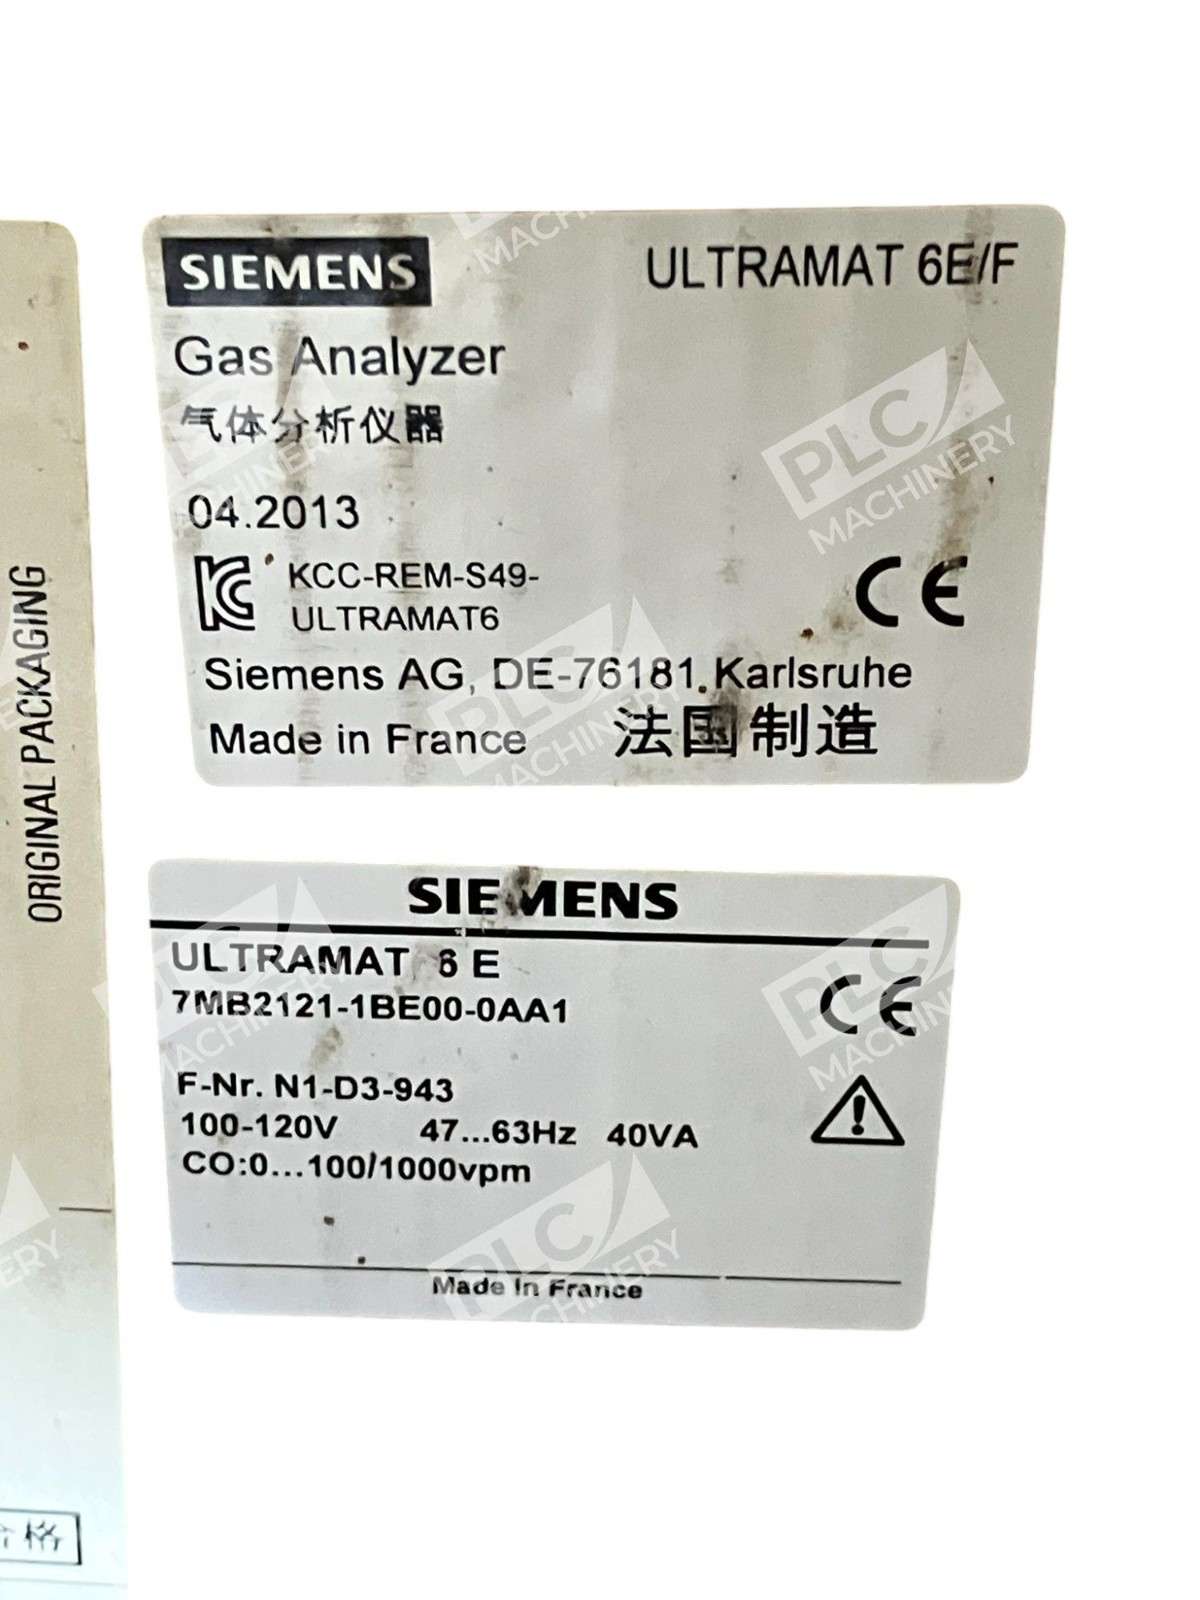 ORIGINAL PACKAGING
SIEMENS
ULTRAMAT 6E/F
Gas Analyzer
气体分析仪器
04.2013
KC
KCC-REM-S49-
ULTRAMAT6
CE
Siemens AG, DE-76181 Karlsruhe
Made in France 法国制造
SIEMENS
ULTRAMAT 6 E
7MB2121-1BE00-0AA1
CE
F-Nr. N1-D3-943
100-120V 47...63Hz 40VA
CO:0...100/1000vpm
Made in France
格
PLC
MACHINERY